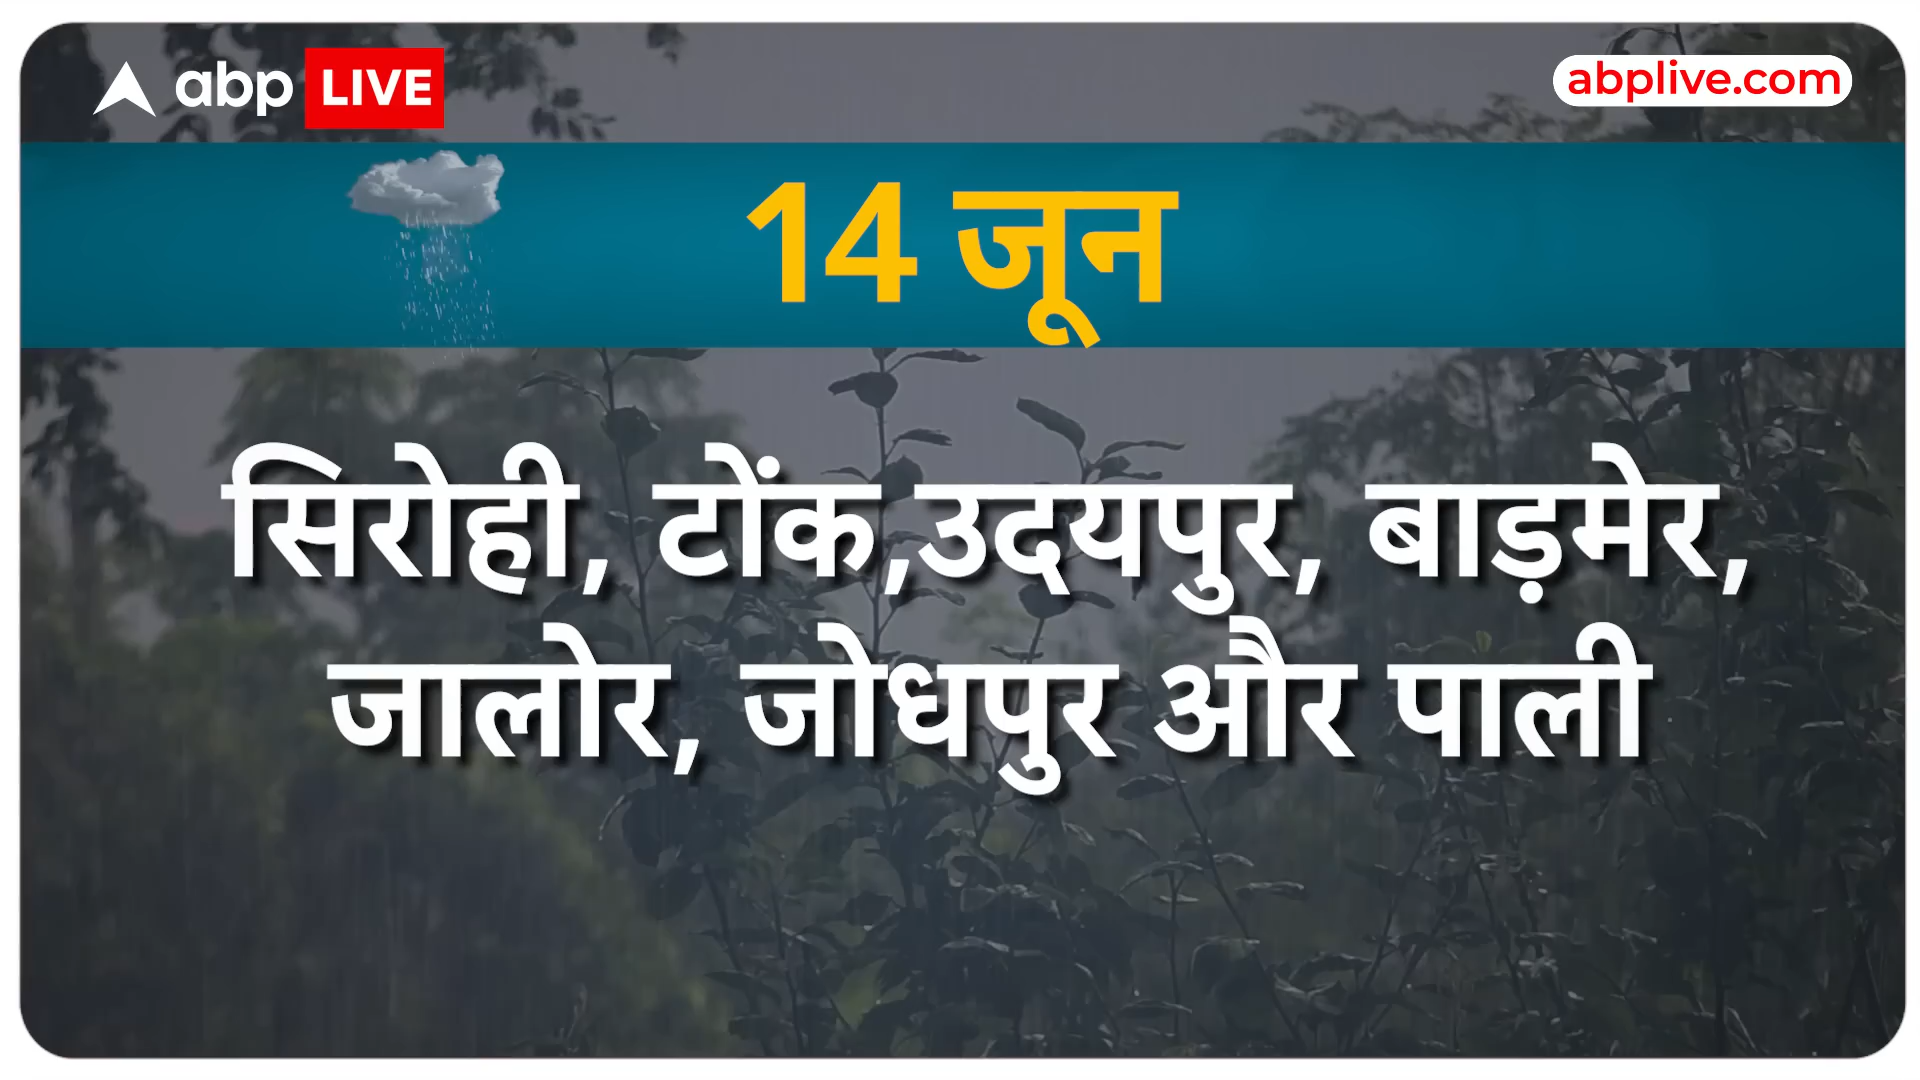 abp LIVE
abplive.com
14 जून
सिरोही, टोंक,उदयपुर, बाड़मेर,
जालोर, जोधपुर और पाली